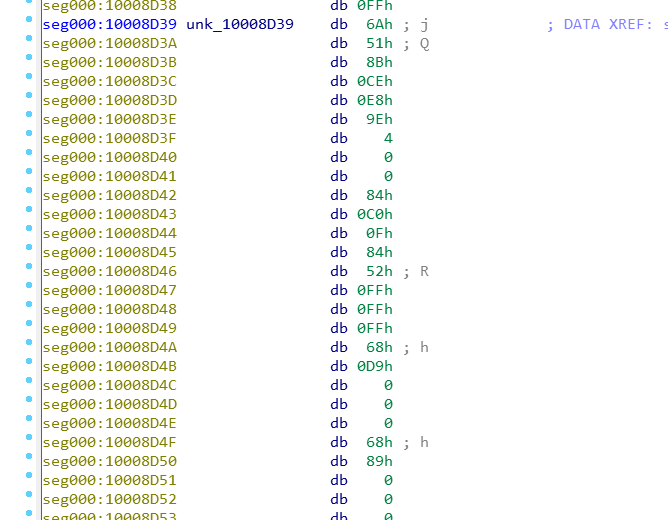 seg000:10008D38 db 0FFh
seg000:10008D39 unk_10008D39 db 6Ah ; j ; DATA XREF: s
seg000:10008D3A db 51h ; Q
seg000:10008D3B db 8Bh
seg000:10008D3C db 0CEh
seg000:10008D3D db 0E8h
seg000:10008D3E db 9Eh
seg000:10008D3F db 4
seg000:10008D40 db 0
seg000:10008D41 db 0
seg000:10008D42 db 84h
seg000:10008D43 db 0C0h
seg000:10008D44 db 0Fh
seg000:10008D45 db 84h
seg000:10008D46 db 52h ; R
seg000:10008D47 db 0FFh
seg000:10008D48 db 0FFh
seg000:10008D49 db 0FFh
seg000:10008D4A db 68h ; h
seg000:10008D4B db 0D9h
seg000:10008D4C db 0
seg000:10008D4D db 0
seg000:10008D4E db 0
seg000:10008D4F db 68h ; h
seg000:10008D50 db 89h
seg000:10008D51 db 0
seg000:10008D52 db 0
seg000:10008D53 db 0